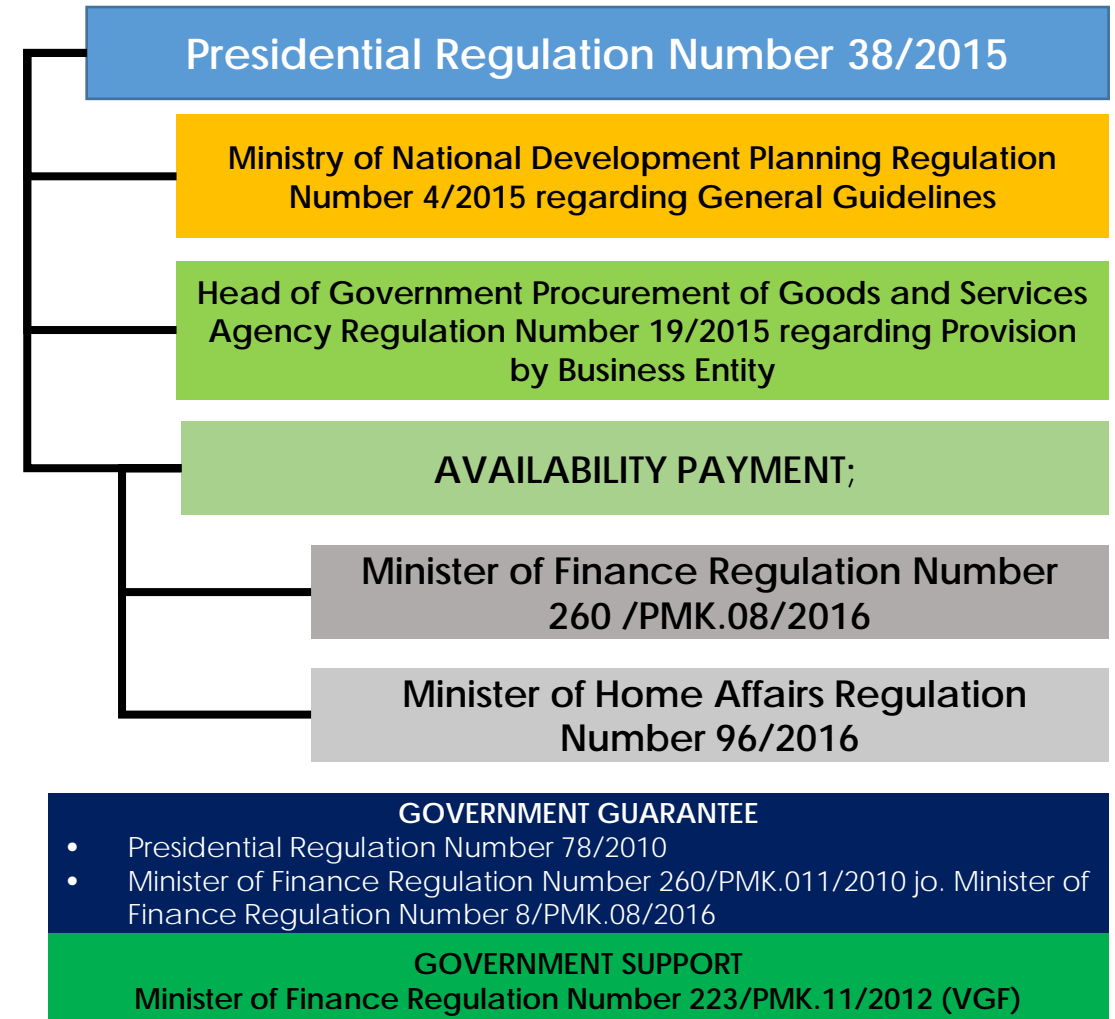 Presidential Regulation Number 38/2015
Ministry of National Development Planning Regulation
Number 4/2015 regarding General Guidelines
Head of Government Procurement of Goods and Services
Agency Regulation Number 19/2015 regarding Provision
by Business Entity
AVAILABILITY PAYMENT;
Minister of Finance Regulation Number
260 /PMK.08/2016
Minister of Home Affairs Regulation
Number 96/2016
GOVERNMENT GUARANTEE
• Presidential Regulation Number 78/2010
• Minister of Finance Regulation Number 260/PMK.011/2010 jo. Minister of
Finance Regulation Number 8/PMK.08/2016
GOVERNMENT SUPPORT
Minister of Finance Regulation Number 223/PMK.11/2012 (VGF)